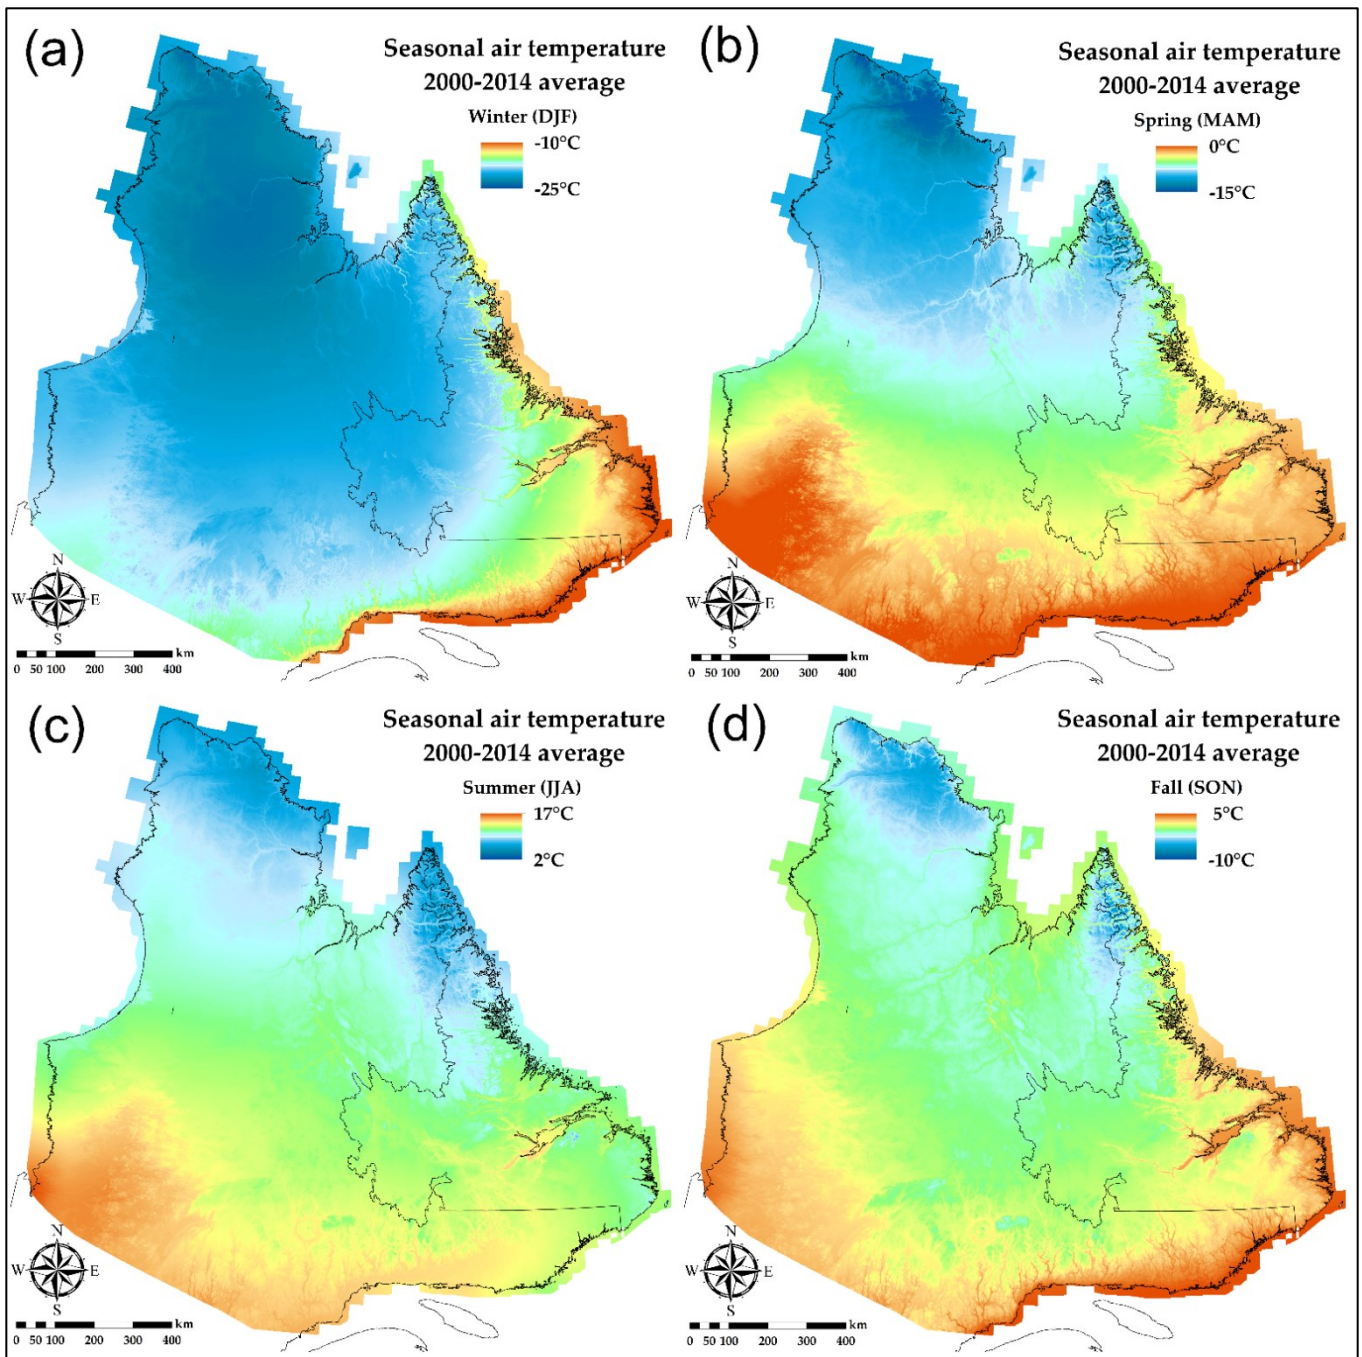 (a)
Seasonal air temperature
2000-2014 average
Winter (DJF)
-10°C
-25°C
N
W E
S
km
0 50 100 200 300 400
(b)
Seasonal air temperature
2000-2014 average
Spring (MAM)
0°C
-15°C
N
W E
S
km
0 50 100 200 300 400
(c)
Seasonal air temperature
2000-2014 average
Summer (JJA)
17°C
2°C
N
W E
S
km
0 50 100 200 300 400
(d)
Seasonal air temperature
2000-2014 average
Fall (SON)
5°C
-10°C
N
W E
S
km
0 50 100 200 300 400